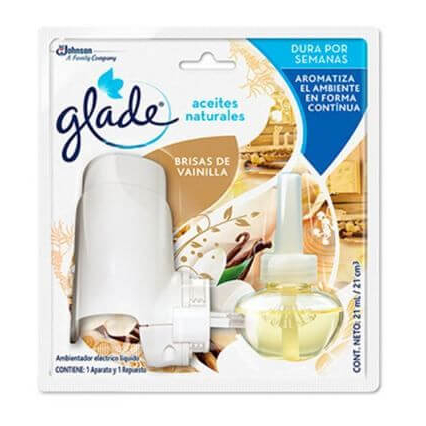 SC Johnson
A Family Company
glade®
aceites
naturales
BRISAS DE
VAINILLA
DURA POR
SEMANAS
AROMATIZA
EL AMBIENTE
EN FORMA
CONTÍNUA
CONT. NETO: 21 mL / 21 cm³
Ambientador eléctrico líquido
CONTIENE: 1 Aparato y 1 Repuesto